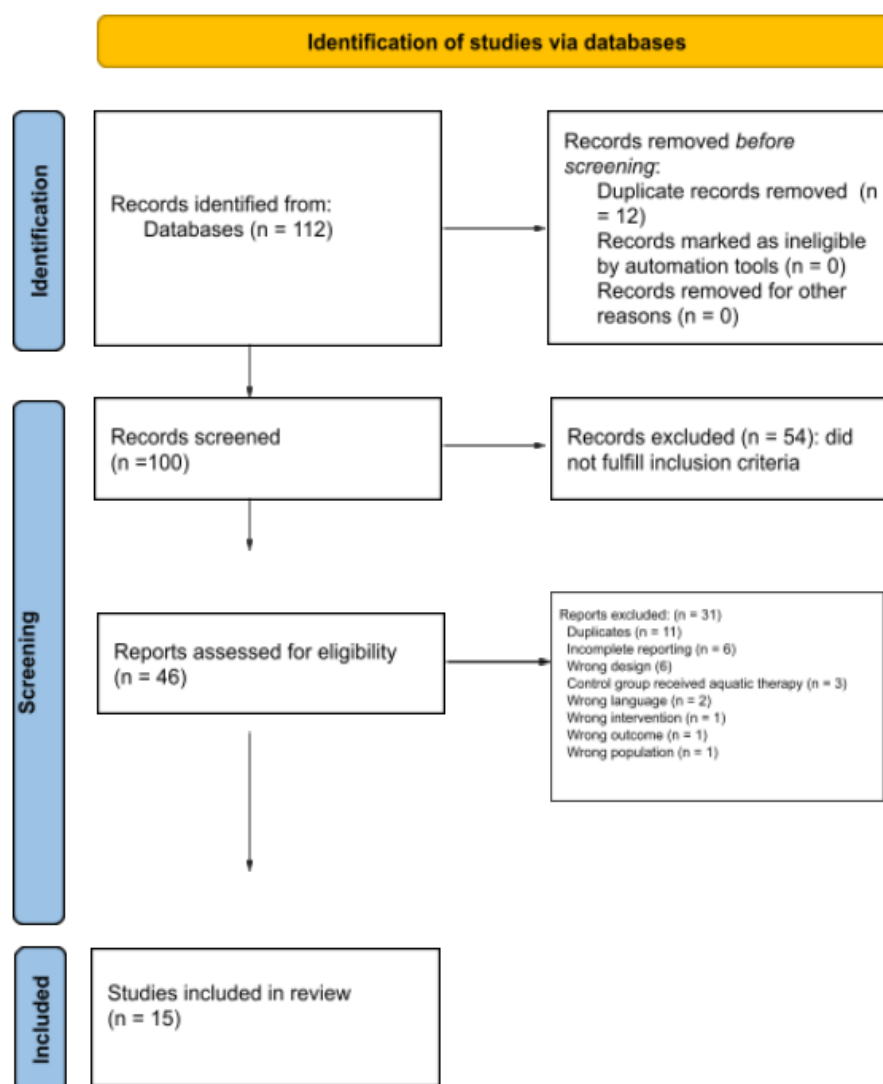 Identification of studies via databases
Identification
Records identified from:
Databases (n = 112)
Records removed before
screening:
Duplicate records removed (n
= 12)
Records marked as ineligible
by automation tools (n = 0)
Records removed for other
reasons (n = 0)
Screening
Records screened
(n =100)
Records excluded (n = 54): did
not fulfill inclusion criteria
Reports assessed for eligibility
(n = 46)
Reports excluded: (n = 31)
Duplicates (n = 11)
Incomplete reporting (n = 6)
Wrong design (6)
Control group received aquatic therapy (n = 3)
Wrong language (n = 2)
Wrong intervention (n = 1)
Wrong outcome (n = 1)
Wrong population (n = 1)
Included
Studies included in review
(n = 15)